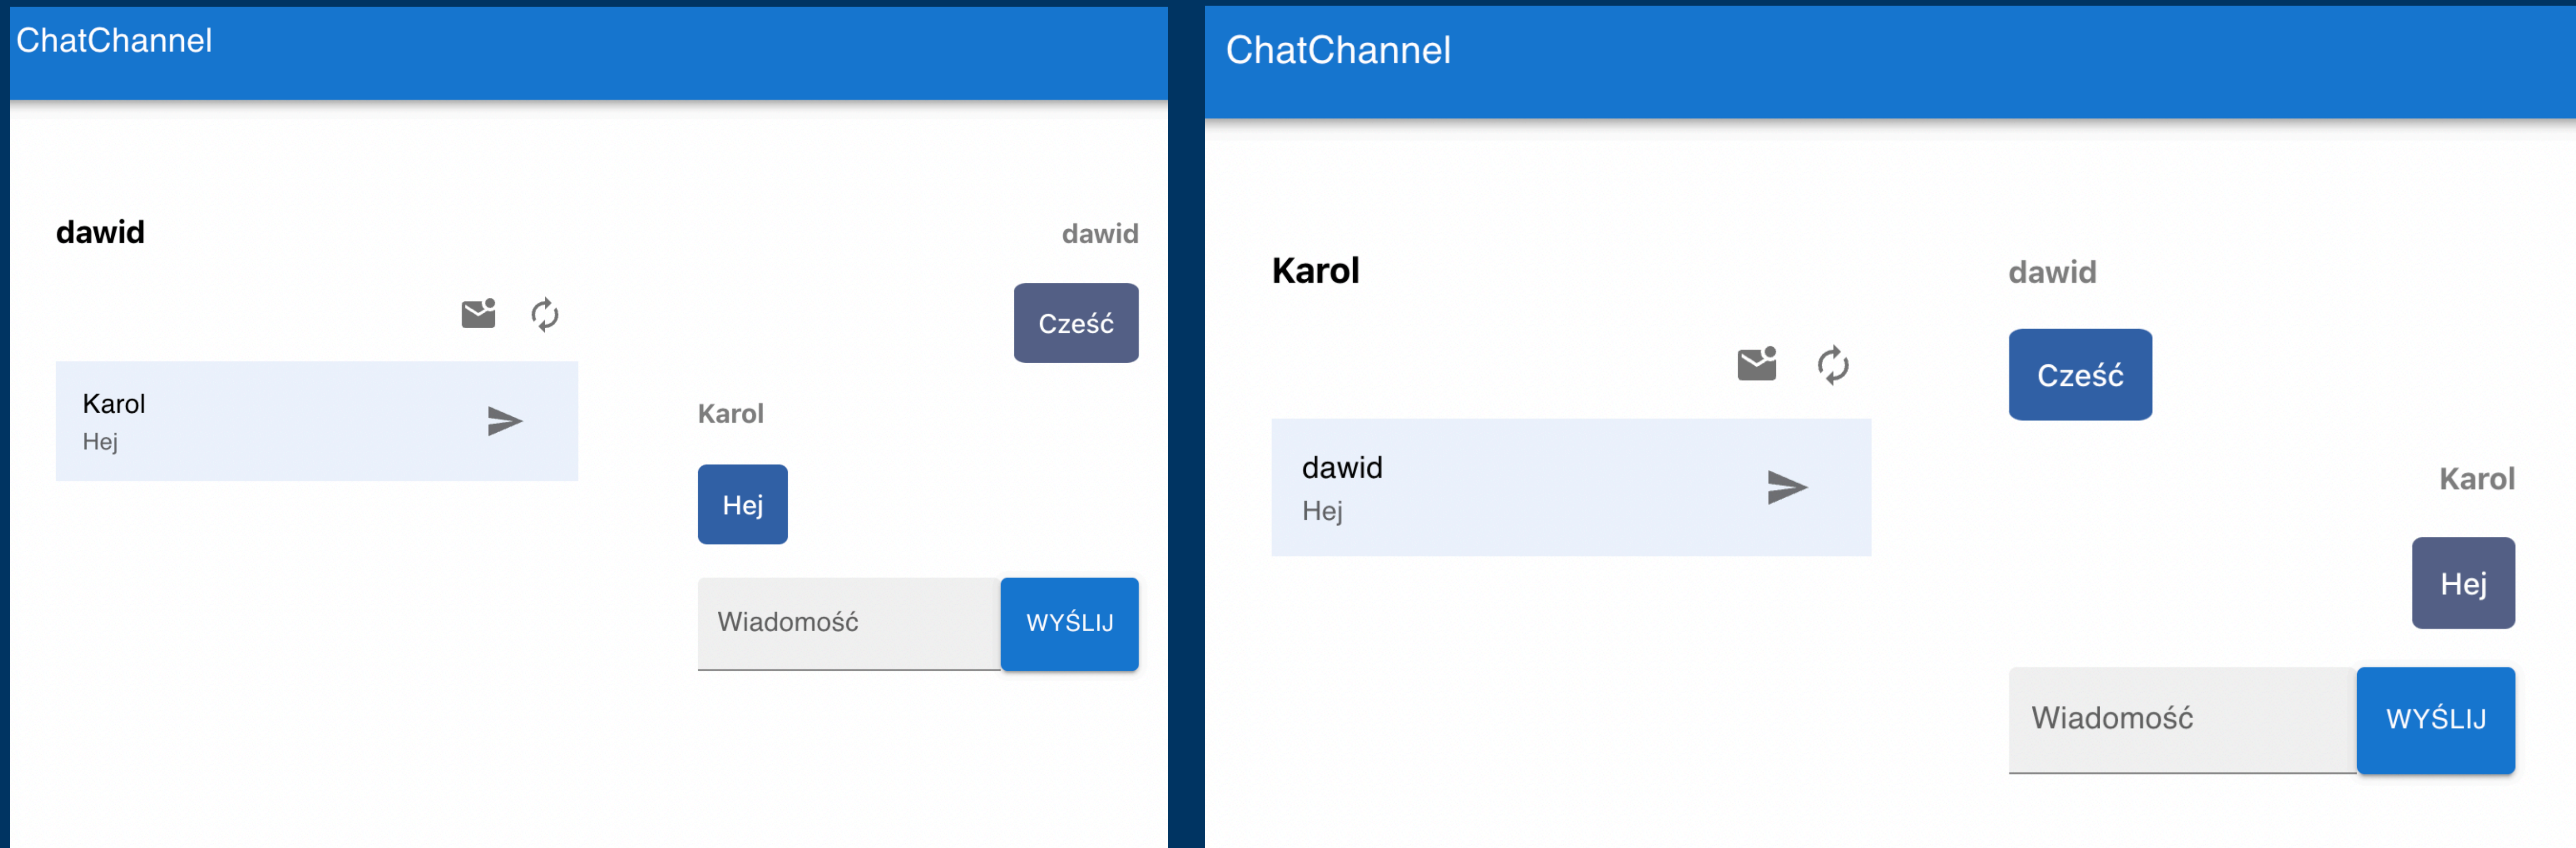 ChatChannel
dawid
Karol
Hej
dawid
Cześć
Karol
Hej
Wiadomość
WYŚLIJ
ChatChannel
Karol
dawid
Hej
dawid
Cześć
Karol
Hej
Wiadomość
WYŚLIJ